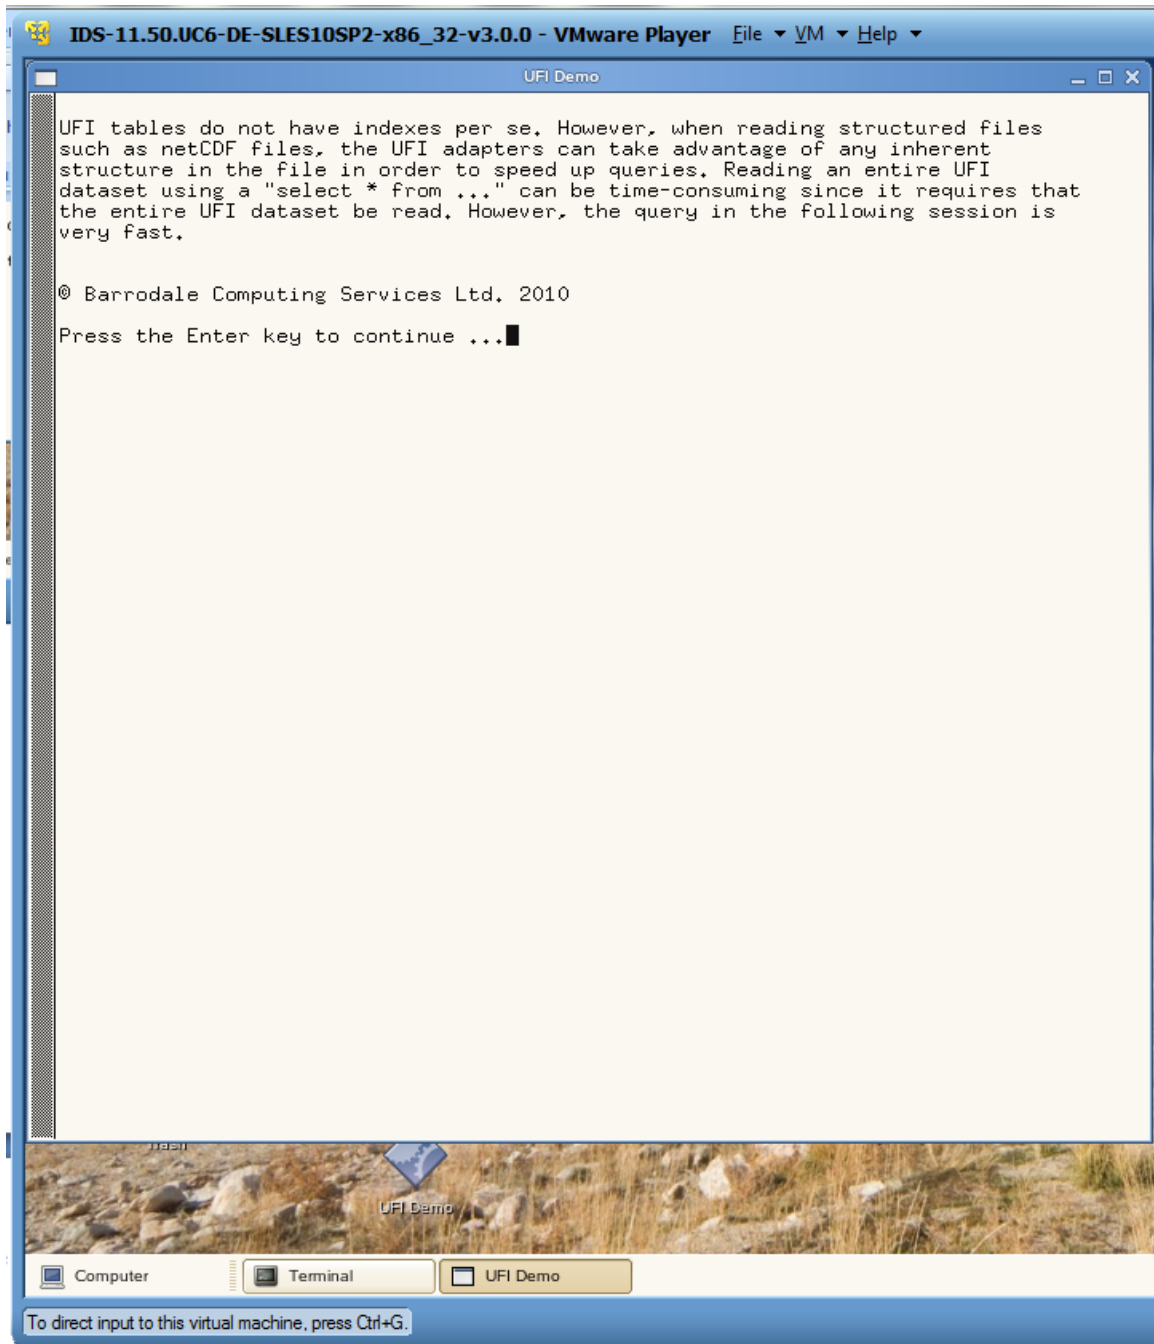 IDS-11.50.UC6-DE-SLES10SP2-x86_32-v3.0.0 - VMware Player File VM Help
UFI Demo
UFI tables do not have indexes per se. However, when reading structured files
such as netCDF files, the UFI adapters can take advantage of any inherent
structure in the file in order to speed up queries. Reading an entire UFI
dataset using a "select * from ..." can be time-consuming since it requires that
the entire UFI dataset be read. However, the query in the following session is
very fast.
© Barrodale Computing Services Ltd. 2010
Press the Enter key to continue ...
UFI Demo
Computer Terminal UFI Demo
To direct input to this virtual machine, press Ctrl+G.